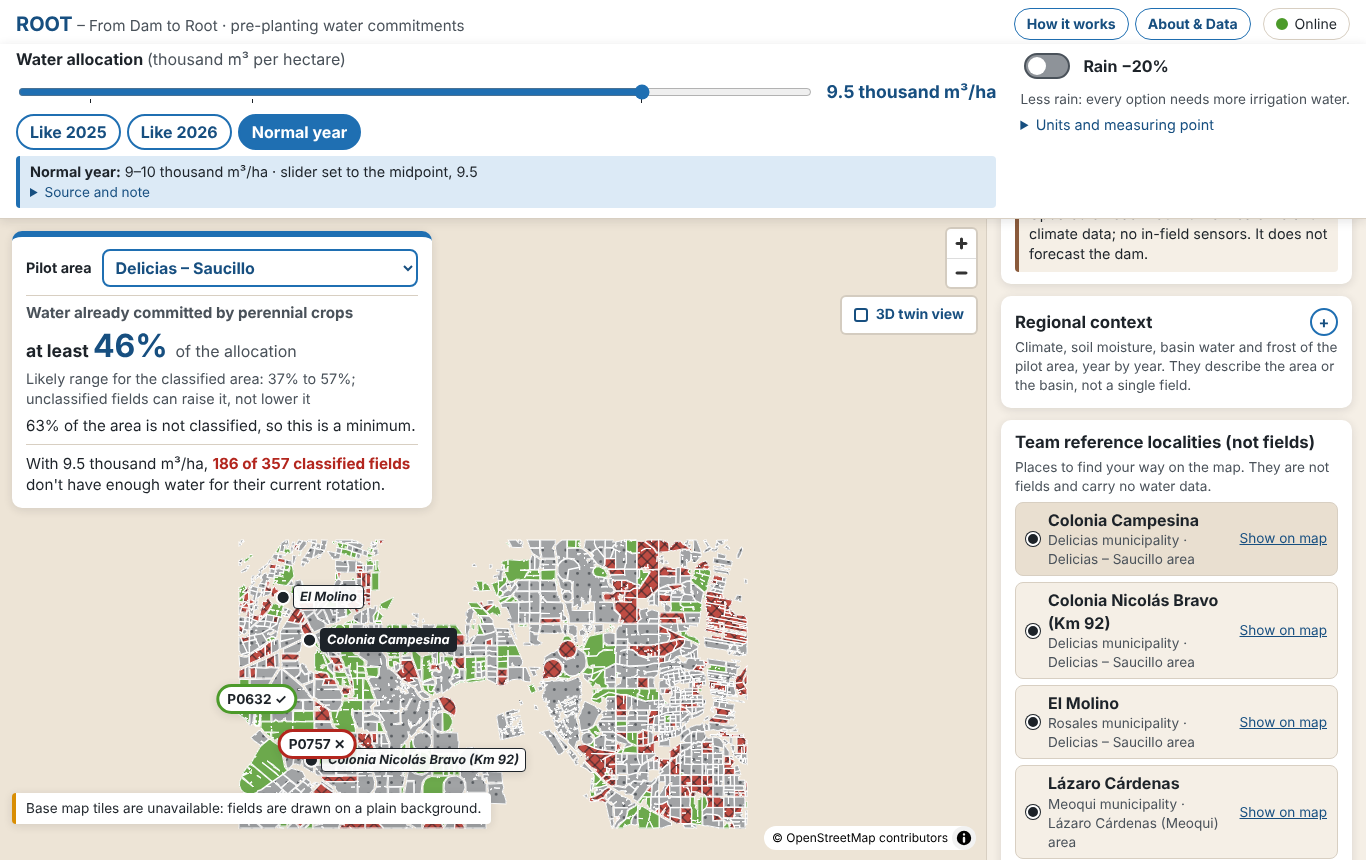 ROOT – From Dam to Root · pre-planting water commitments
How it works
About & Data
Online
Water allocation (thousand m³ per hectare)
9.5 thousand m³/ha
Like 2025
Like 2026
Normal year
Normal year: 9–10 thousand m³/ha · slider set to the midpoint, 9.5
Source and note
Rain −20%
Less rain: every option needs more irrigation water.
Units and measuring point
Pilot area
Delicias – Saucillo
Water already committed by perennial crops
at least 46% of the allocation
Likely range for the classified area: 37% to 57%;
unclassified fields can raise it, not lower it
63% of the area is not classified, so this is a minimum.
With 9.5 thousand m³/ha, 186 of 357 classified fields
don't have enough water for their current rotation.
+
−
3D twin view
El Molino
Colonia Campesina
P0632 ✓
P0757 ✕
Colonia Nicolás Bravo (Km 92)
Base map tiles are unavailable: fields are drawn on a plain background.
© OpenStreetMap contributors
climate data; no in-field sensors. It does not
forecast the dam.
Regional context
+
Climate, soil moisture, basin water and frost of the
pilot area, year by year. They describe the area or
the basin, not a single field.
Team reference localities (not fields)
Places to find your way on the map. They are not
fields and carry no water data.
Colonia Campesina
Delicias municipality ·
Delicias – Saucillo area
Show on map
Colonia Nicolás Bravo
(Km 92)
Delicias municipality ·
Delicias – Saucillo area
Show on map
El Molino
Rosales municipality ·
Delicias – Saucillo area
Show on map
Lázaro Cárdenas
Meoqui municipality ·
Lázaro Cárdenas (Meoqui)
area
Show on map